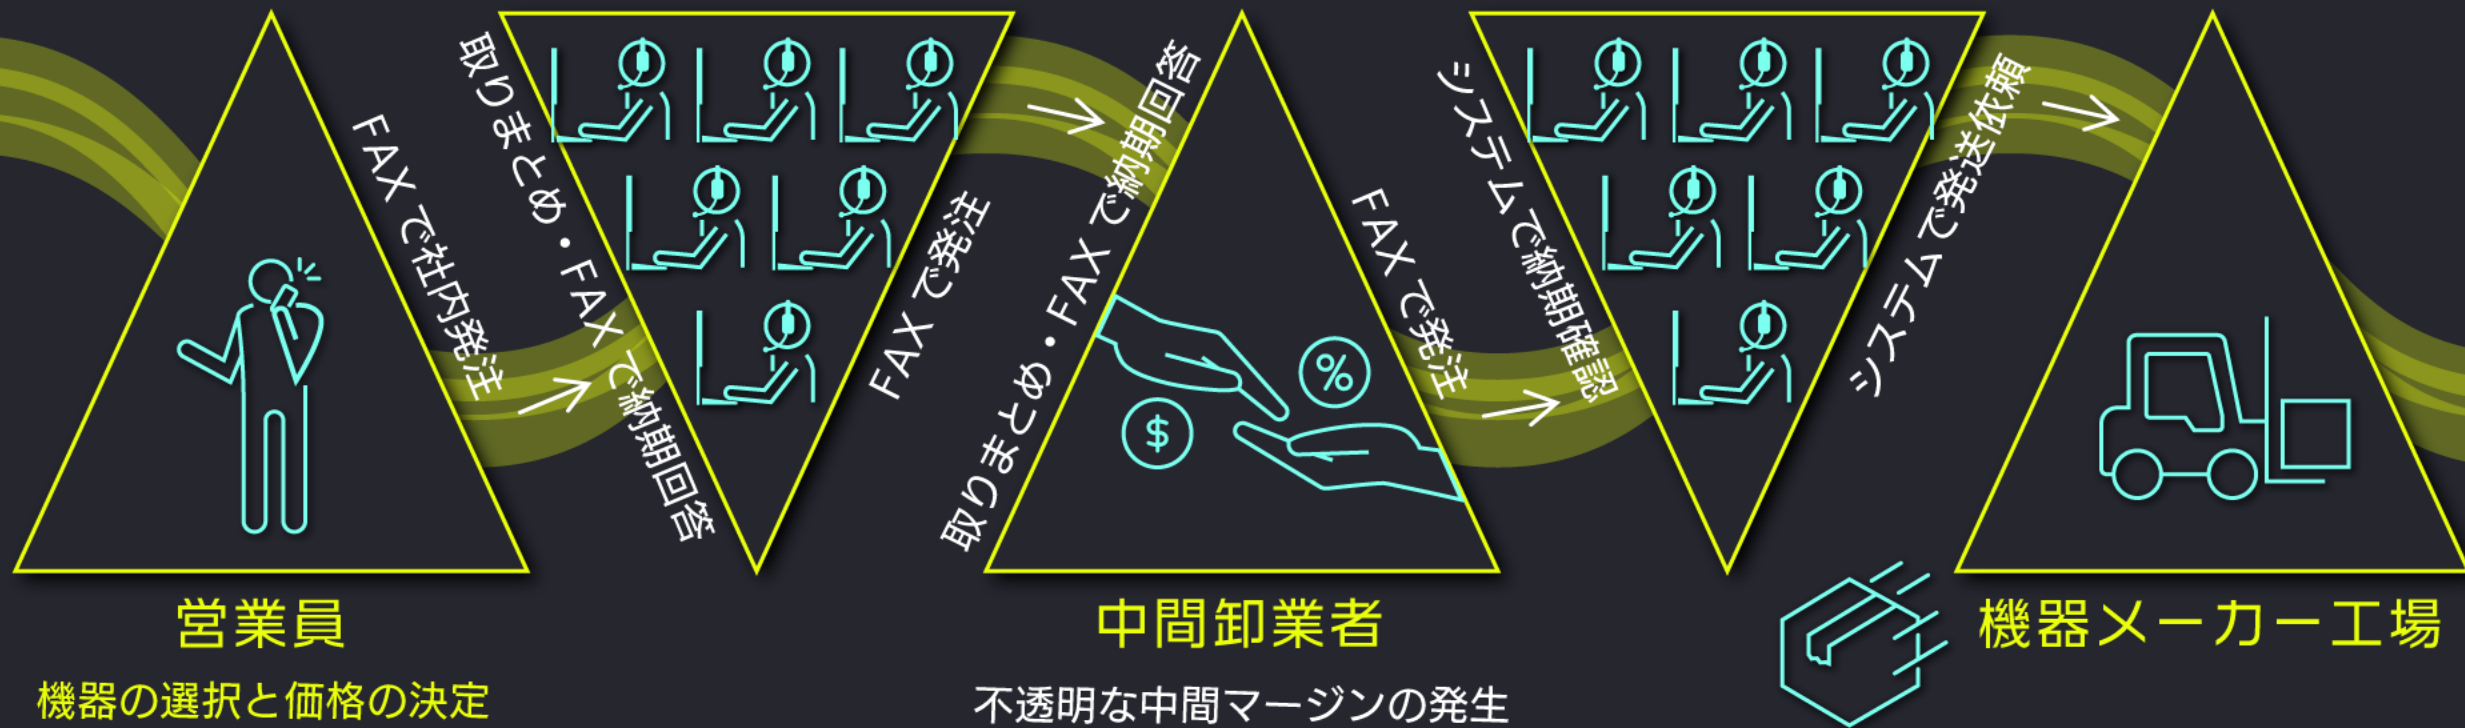 FAXで社内発注
取りまとめ・FAXで納期回答
FAXで発注
取りまとめ・FAXで納期回答
FAXで発注
システムで納期確認
システムで発送依頼
$
%
営業員
機器の選択と価格の決定
中間卸業者
不透明な中間マージンの発生
機器メーカー工場